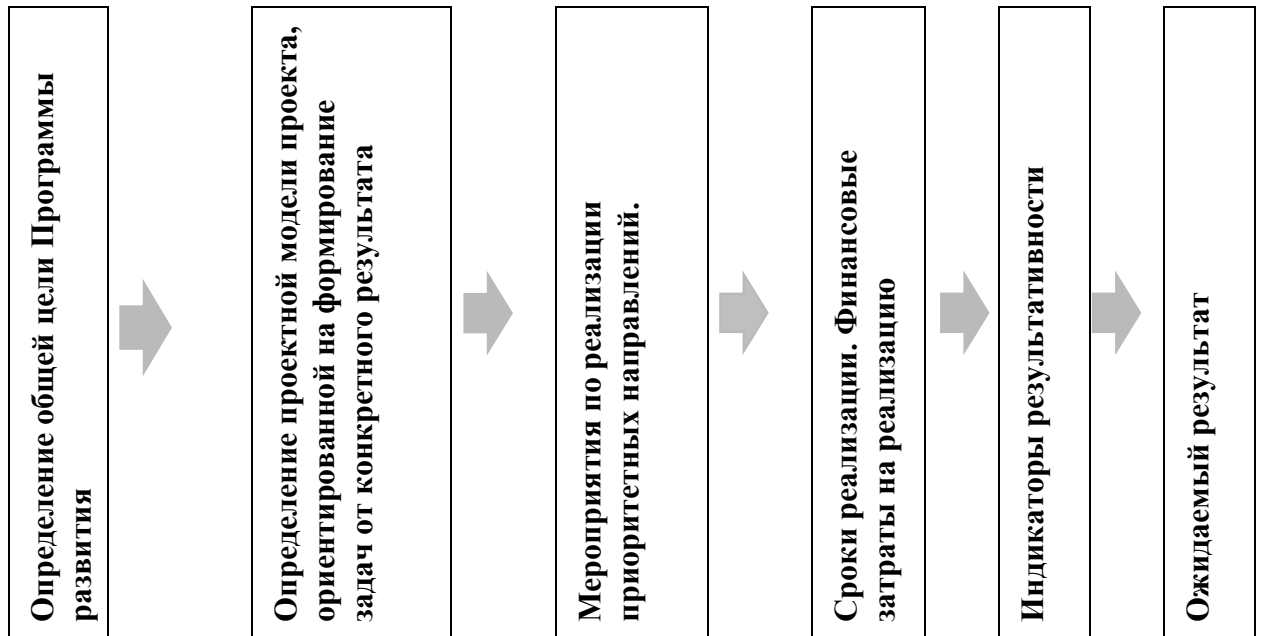 Определение общей цели Программы
развития
Определение проектной модели проекта,
ориентированной на формирование
задач от конкретного результата
Мероприятия по реализации
приоритетных направлений.
Сроки реализации. Финансовые
затраты на реализацию
Индикаторы результативности
Ожидаемый результат